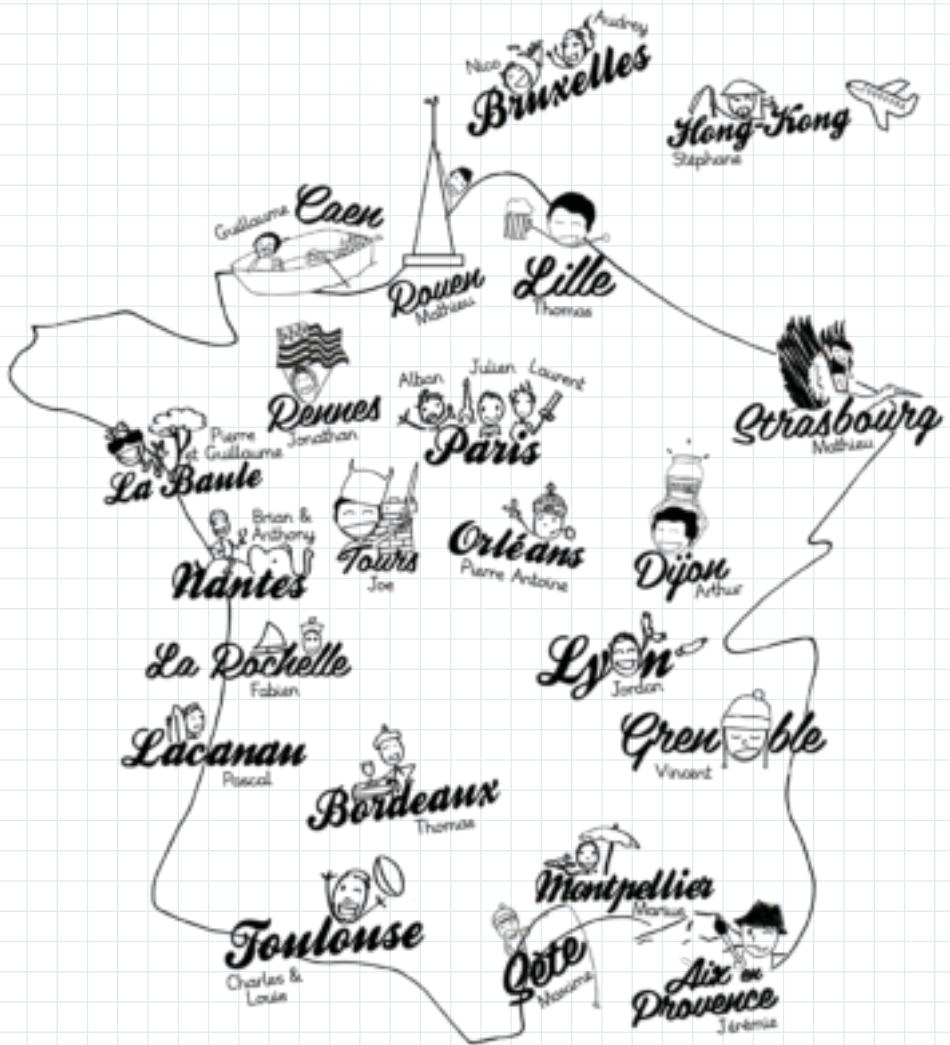 Audrey
Nico
Bruxelles
Hong-Kong
Stéphane
Guillaume
Caen
Rouen
Mathieu
Lille
Thomas
Rennes
Jonathan
Alban
Julien
Laurent
Paris
Strasbourg
Mathieu
Pierre
et Guillaume
La Baule
Brian &
Anthony
Nantes
Tours
Joe
Orléans
Pierre Antoine
Dijon
Arthur
La Rochelle
Fabien
Lyon
Jordan
Lacanau
Pascal
Grenoble
Vincent
Bordeaux
Thomas
Montpellier
Marius
Toulouse
Charles &
Louis
Sète
Maxime
Aix en
Provence
Jérémie